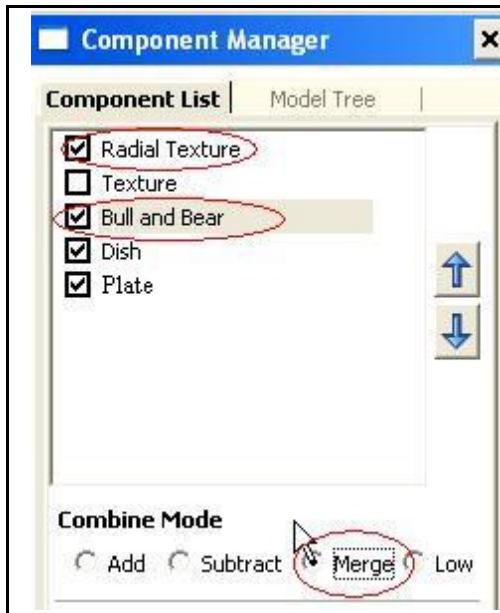 Component Manager
Component List Model Tree
Radial Texture
Texture
Bull and Bear
Dish
Plate
Combine Mode
Add Subtract Merge Low